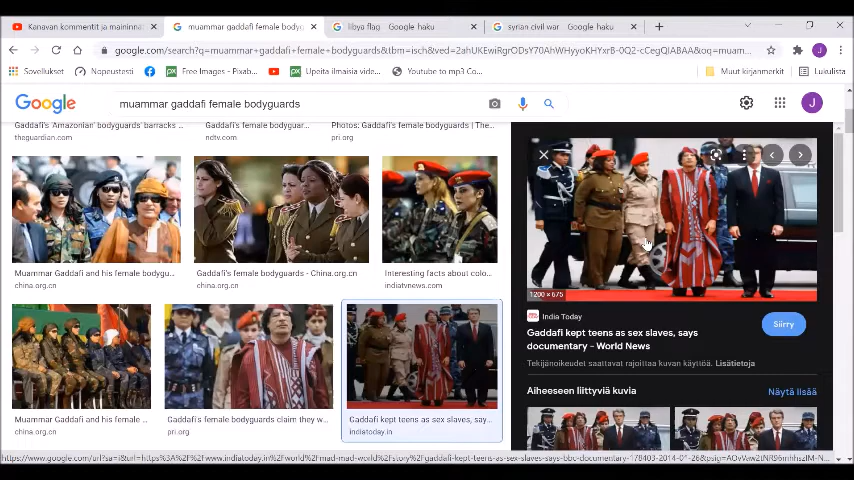 Kanavan kommentit ja maininna
muammar gaddafi female bodygu
libya flag - Google-haku
syrian civil war - Google-haku
google.com/search?q=muammar+gaddafi+female+bodyguards&tbm=isch&ved=2ahUKEwiRgrODsY70AhWHyyoKHYxrB-0Q2-cCegQIABAA&oq=muam...
Sovellukset
Nopeustesti
Free Images - Pixab...
Upeita ilmaisia video...
Youtube to mp3 Co...
Muut kirjanmerkit
Lukulista
Google
muammar gaddafi female bodyguards
J
Gaddafi's 'Amazonian' bodyguards' barracks ...
theguardian.com
Gaddafi's female bodyguar...
ndtv.com
Photos: Gaddafi's female bodyguards | The...
pri.org
Muammar Gaddafi and his female bodygu...
china.org.cn
Gaddafi's female bodyguards - China.org.cn
china.org.cn
Interesting facts about colo...
indiatvnews.com
Muammar Gaddafi and his female ...
china.org.cn
Gaddafi's female bodyguards claim they w...
pri.org
Gaddafi kept teens as sex slaves, say...
indiatoday.in
1200 × 675
India Today
Gaddafi kept teens as sex slaves, says
documentary - World News
Siirry
Tekijänoikeudet saattavat rajoittaa kuvan käyttöä. Lisätietoja
Aiheeseen liittyviä kuvia
Näytä lisää